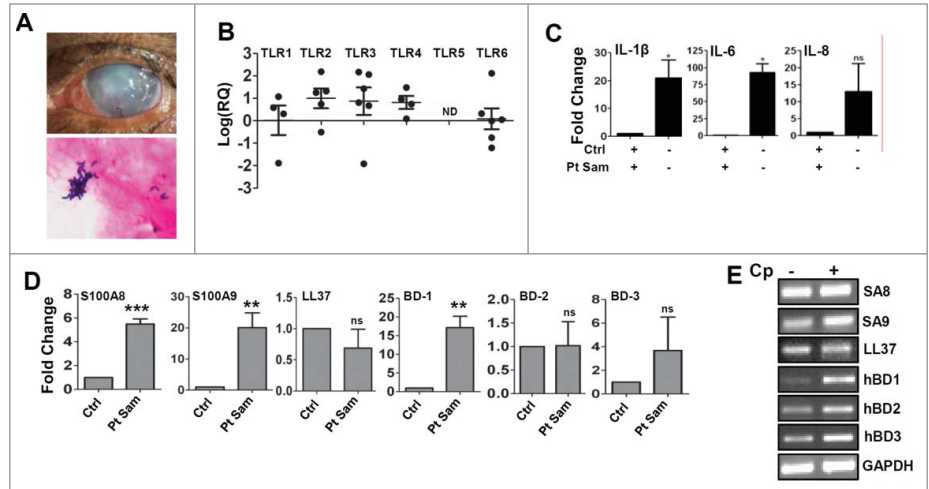 A
B
TLR1 TLR2 TLR3 TLR4 TLR5 TLR6
Log(RQ)
3
2
1
0
-1
-2
-3
ND
C
Fold Change
IL-1β
30
20
10
0
*
IL-6
125
100
75
50
25
0
*
IL-8
25
20
15
10
5
0
ns
Ctrl + - + - + -
Pt Sam + - + - + -
D
Fold Change
S100A8
8
6
4
2
0
***
Ctrl
Pt Sam
S100A9
30
20
10
0
**
Ctrl
Pt Sam
LL37
1.5
1.0
0.5
0.0
ns
Ctrl
Pt Sam
BD-1
25
20
15
10
5
0
**
Ctrl
Pt Sam
BD-2
2.0
1.5
1.0
0.5
0.0
ns
Ctrl
Pt Sam
BD-3
8
6
4
2
0
ns
Ctrl
Pt Sam
E
Cp - +
SA8
SA9
LL37
hBD1
hBD2
hBD3
GAPDH